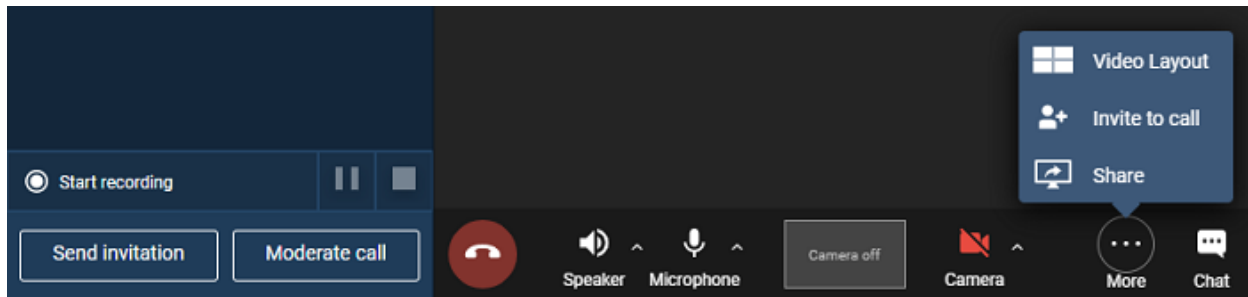 Start recording
Send invitation
Moderate call
Video Layout
Invite to call
Share
Speaker
Microphone
Camera off
Camera
More
Chat